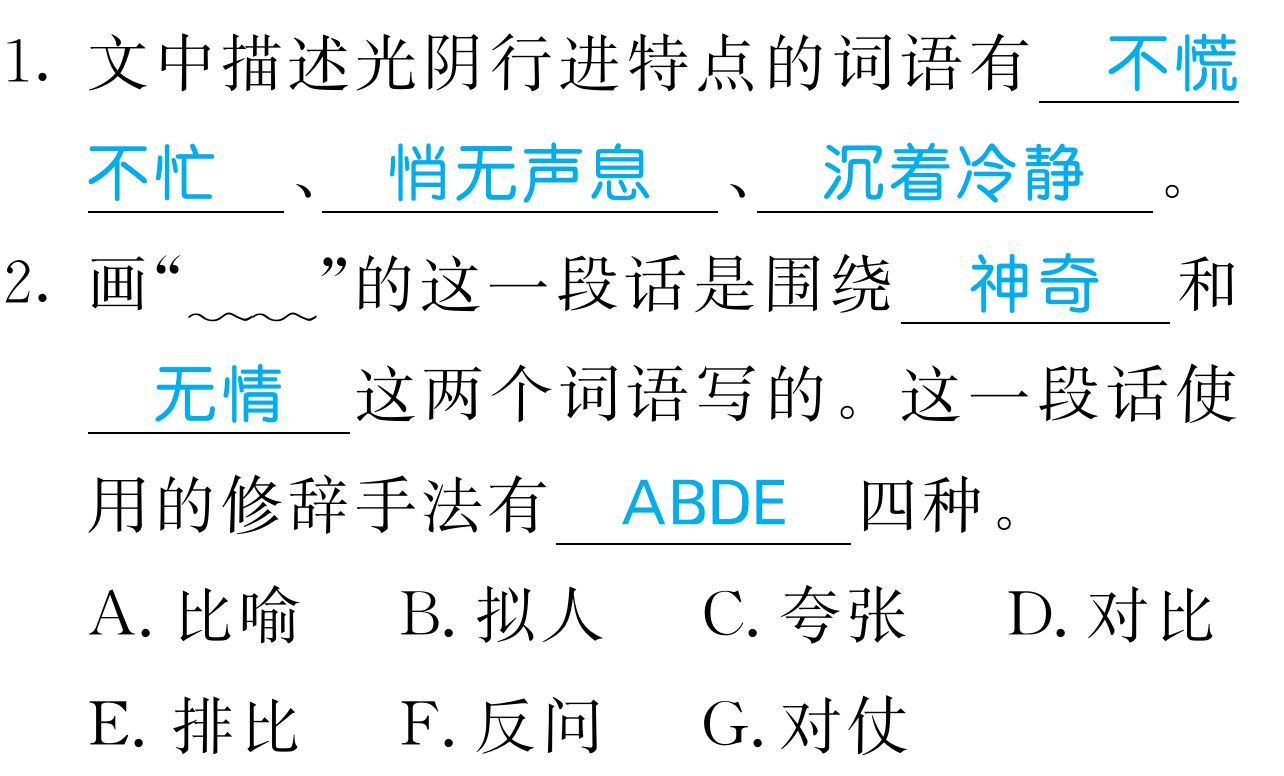 1. 文中描述光阴行进特点的词语有 不慌
不忙 、 悄无声息 、 沉着冷静 。
2. 画“﹏﹏”的这一段话是围绕 神奇 和
无情 这两个词语写的。这一段话使
用的修辞手法有 ABDE 四种。
A. 比喻 B. 拟人 C. 夸张 D. 对比
E. 排比 F. 反问 G. 对仗